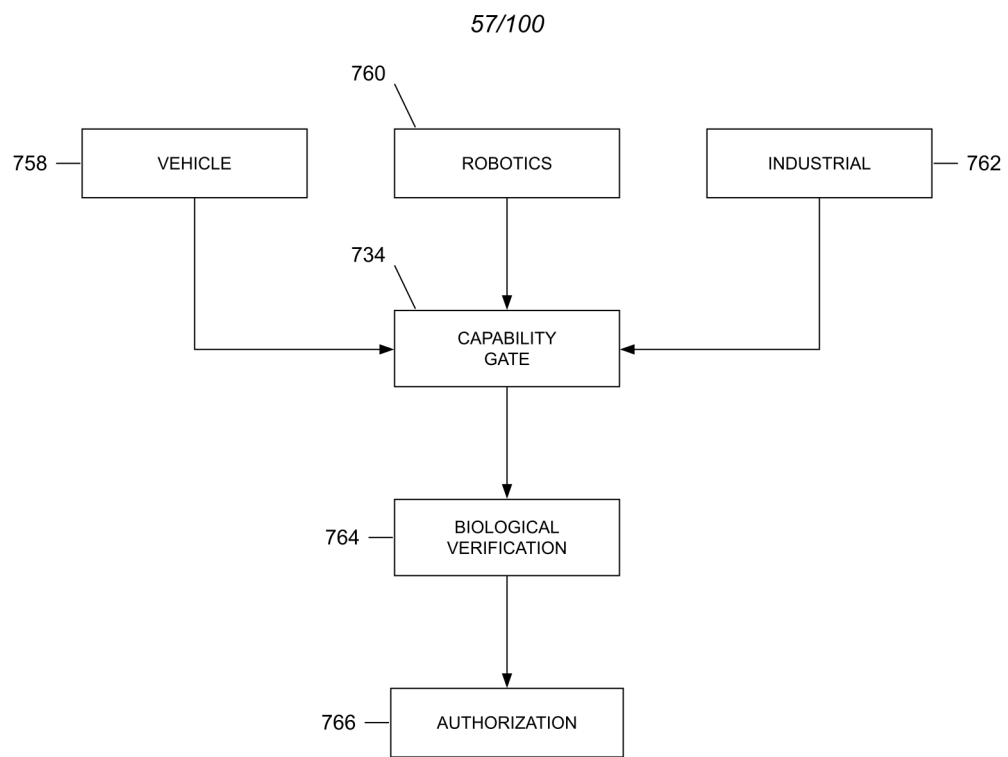 57/100
760
758
VEHICLE
ROBOTICS
INDUSTRIAL
762
734
CAPABILITY
GATE
764
BIOLOGICAL
VERIFICATION
766
AUTHORIZATION